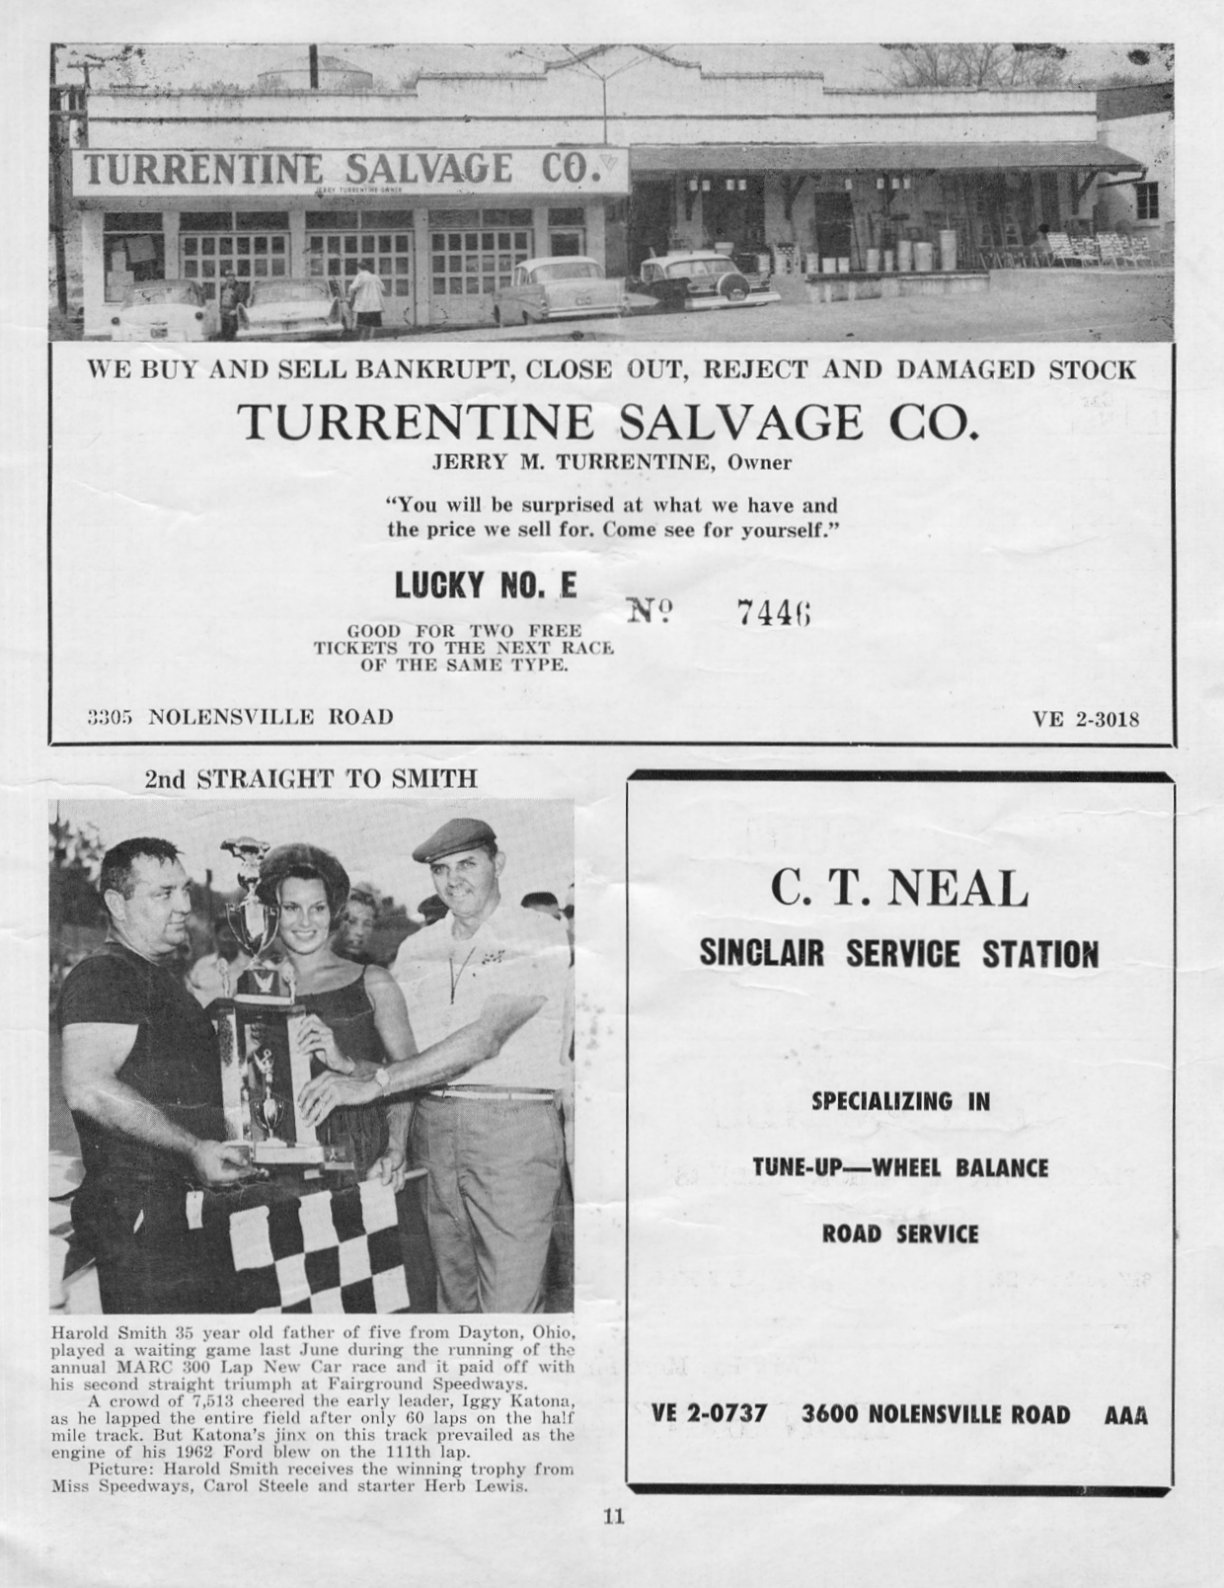 TURRENTINE SALVAGE CO.
JERRY TURRENTINE-OWNER
WE BUY AND SELL BANKRUPT, CLOSE OUT, REJECT AND DAMAGED STOCK
TURRENTINE SALVAGE CO.
JERRY M. TURRENTINE, Owner
“You will be surprised at what we have and
the price we sell for. Come see for yourself.”
LUCKY NO. E
Nº 7446
GOOD FOR TWO FREE
TICKETS TO THE NEXT RACE
OF THE SAME TYPE.
3305 NOLENSVILLE ROAD
VE 2-3018
2nd STRAIGHT TO SMITH
Harold Smith 35 year old father of five from Dayton, Ohio,
played a waiting game last June during the running of the
annual MARC 300 Lap New Car race and it paid off with
his second straight triumph at Fairground Speedways.
A crowd of 7,513 cheered the early leader, Iggy Katona,
as he lapped the entire field after only 60 laps on the half
mile track. But Katona's jinx on this track prevailed as the
engine of his 1962 Ford blew on the 111th lap.
Picture: Harold Smith receives the winning trophy from
Miss Speedways, Carol Steele and starter Herb Lewis.
C. T. NEAL
SINCLAIR SERVICE STATION
SPECIALIZING IN
TUNE-UP—WHEEL BALANCE
ROAD SERVICE
VE 2-0737 3600 NOLENSVILLE ROAD AAA
11